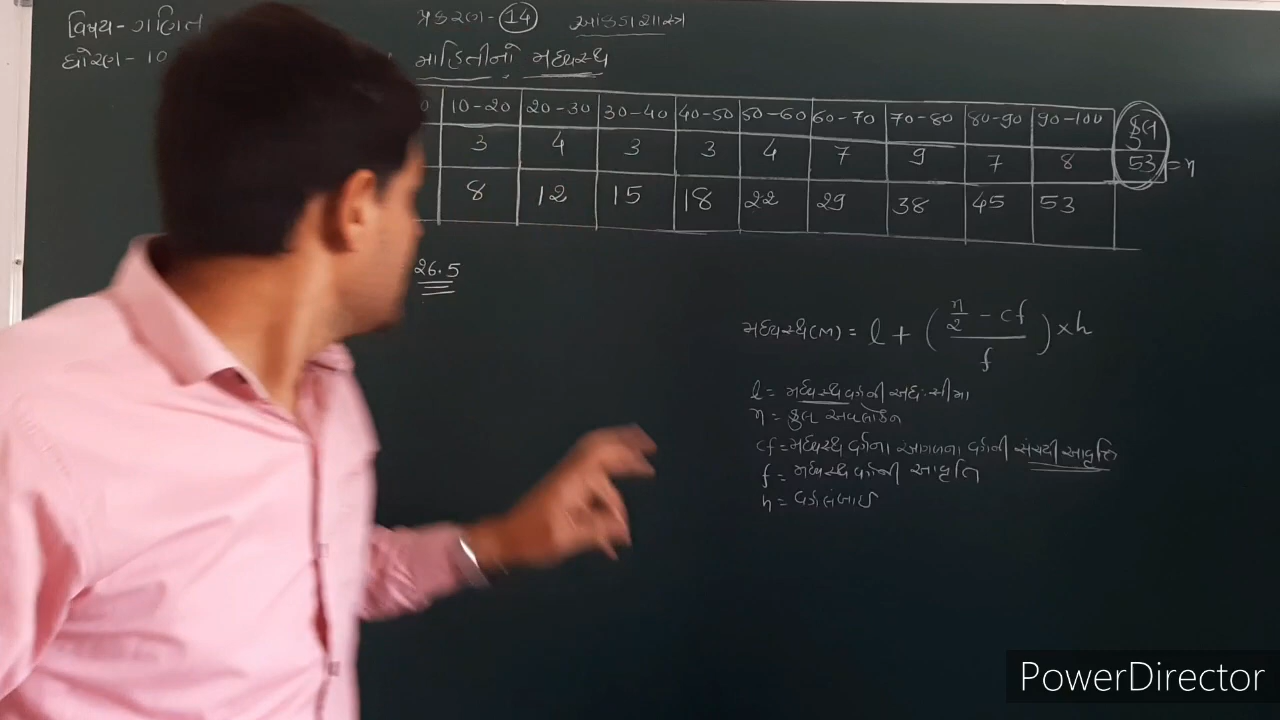 વિષય - ગણિત પ્રકરણ - 14 આંકડાશાસ્ત્ર
ધોરણ - 10 માહિતીનો મધ્યસ્થ
0 10-20 20-30 30-40 40-50 50-60 60-70 70-80 80-90 90-100 કુલ
3 4 3 3 4 7 9 7 8 53 = n
8 12 15 18 22 29 38 45 53
26.5
મધ્યસ્થ(M) = l + ( (n/2 - cf) / f ) × h
l = મધ્યસ્થ વર્ગની અધઃસીમા
n = કુલ અવલોકન
cf = મધ્યસ્થ વર્ગના આગળના વર્ગની સંચયી આવૃત્તિ
f = મધ્યસ્થ વર્ગની આવૃત્તિ
h = વર્ગલંબાઈ
PowerDirector